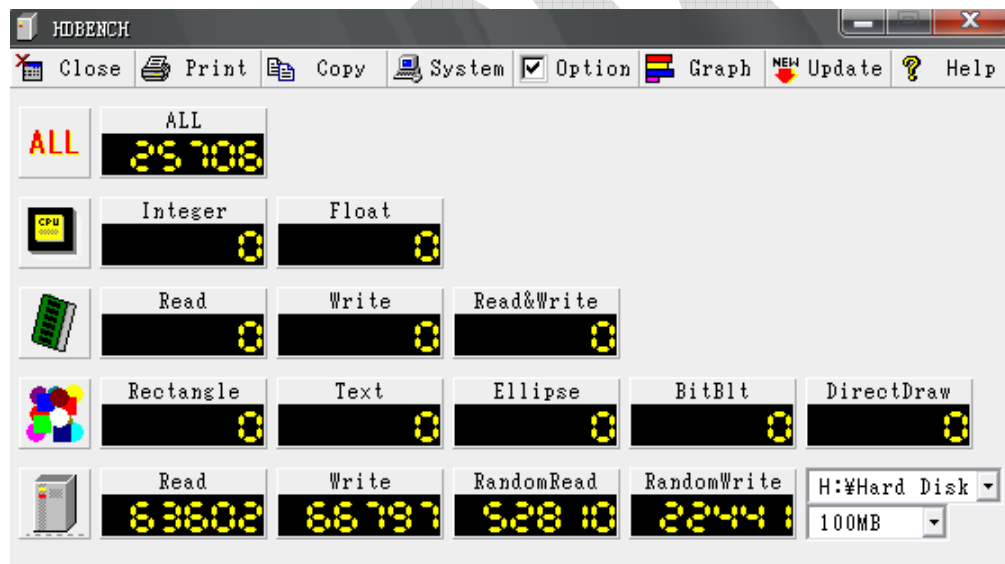 HDBENCH
Close Print Copy System Option NEW Update ? Help
ALL
ALL 25706
CPU
Integer Float
0 0
Read Write Read&Write
0 0 0
Rectangle Text Ellipse BitBlt DirectDraw
0 0 0 0 0
Read Write RandomRead RandomWrite H:¥Hard Disk
63602 66797 52810 22441 100MB